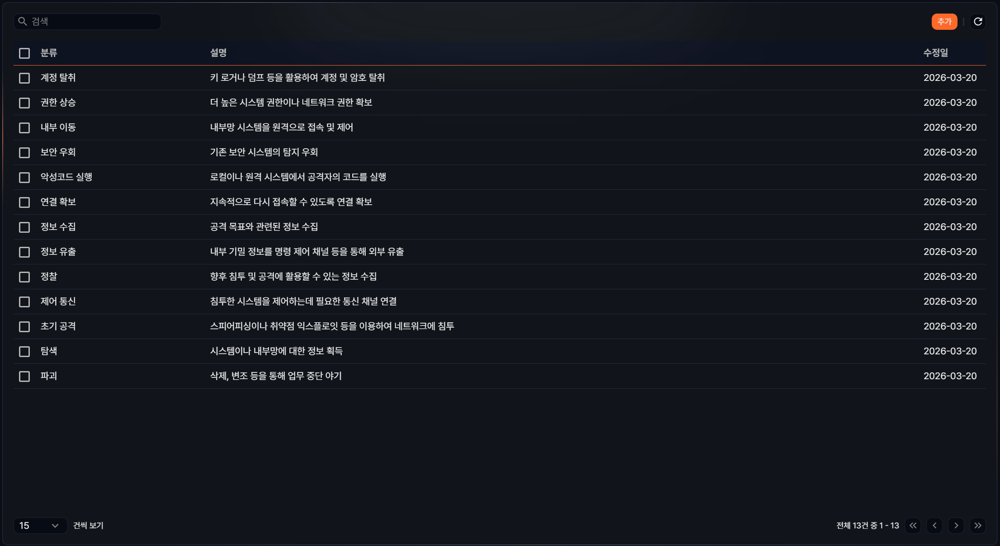 검색
추가
분류 설명 수정일
계정 탈취 키 로거나 덤프 등을 활용하여 계정 및 암호 탈취 2026-03-20
권한 상승 더 높은 시스템 권한이나 네트워크 권한 확보 2026-03-20
내부 이동 내부망 시스템을 원격으로 접속 및 제어 2026-03-20
보안 우회 기존 보안 시스템의 탐지 우회 2026-03-20
악성코드 실행 로컬이나 원격 시스템에서 공격자의 코드를 실행 2026-03-20
연결 확보 지속적으로 다시 접속할 수 있도록 연결 확보 2026-03-20
정보 수집 공격 목표와 관련된 정보 수집 2026-03-20
정보 유출 내부 기밀 정보를 명령 제어 채널 등을 통해 외부 유출 2026-03-20
정찰 향후 침투 및 공격에 활용할 수 있는 정보 수집 2026-03-20
제어 통신 침투한 시스템을 제어하는데 필요한 통신 채널 연결 2026-03-20
초기 공격 스피어피싱이나 취약점 익스플로잇 등을 이용하여 네트워크에 침투 2026-03-20
탐색 시스템이나 내부망에 대한 정보 획득 2026-03-20
파괴 삭제, 변조 등을 통해 업무 중단 야기 2026-03-20
15 건씩 보기 전체 13건 중 1 - 13